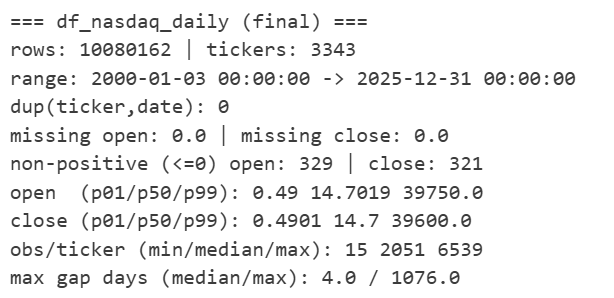 === df_nasdaq_daily (final) ===
rows: 10080162 | tickers: 3343
range: 2000-01-03 00:00:00 -> 2025-12-31 00:00:00
dup(ticker,date): 0
missing open: 0.0 | missing close: 0.0
non-positive (<=0) open: 329 | close: 321
open  (p01/p50/p99): 0.49 14.7019 39750.0
close (p01/p50/p99): 0.4901 14.7 39600.0
obs/ticker (min/median/max): 15 2051 6539
max gap days (median/max): 4.0 / 1076.0